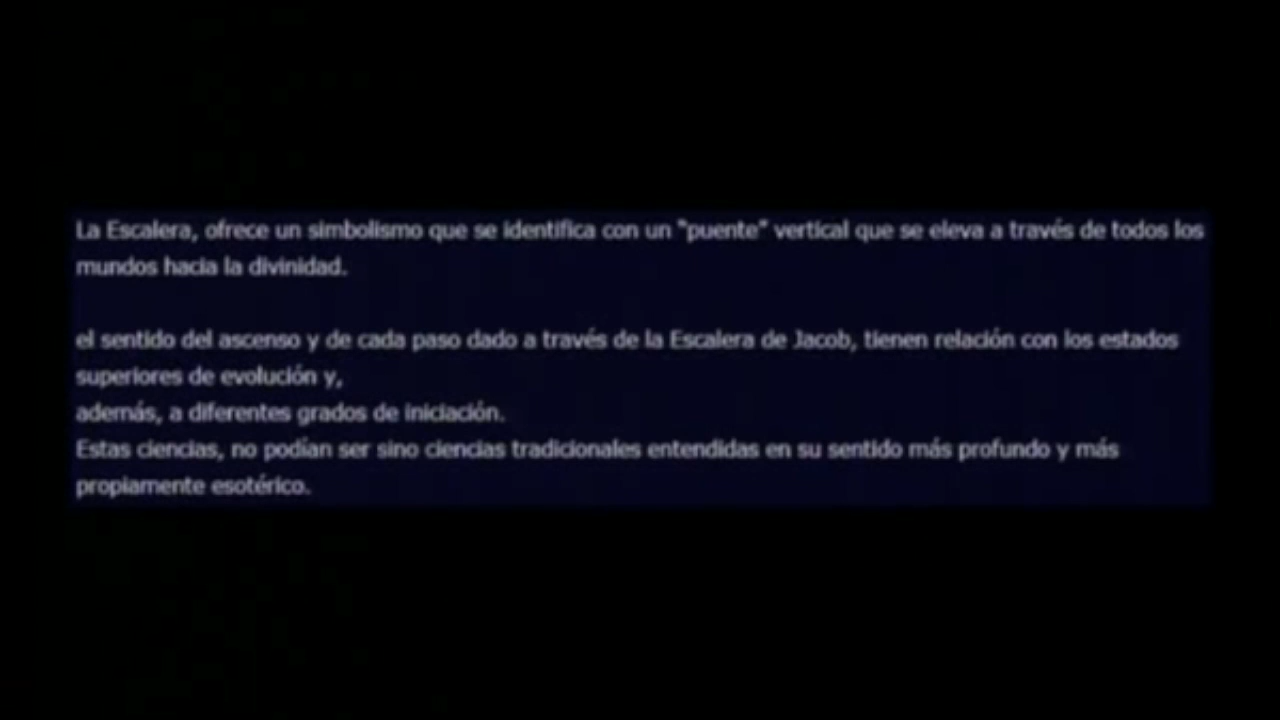 La Escalera, ofrece un simbolismo que se identifica con un "puente" vertical que se eleva a través de todos los
mundos hacia la divinidad.
el sentido del ascenso y de cada paso dado a través de la Escalera de Jacob, tienen relación con los estados
superiores de evolución y,
además, a diferentes grados de iniciación.
Estas ciencias, no podían ser sino ciencias tradicionales entendidas en su sentido más profundo y más
propiamente esotérico.